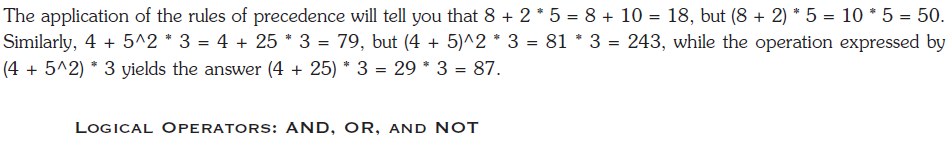 The application of the rules of precedence will tell you that 8 + 2 * 5 = 8 + 10 = 18, but (8 + 2) * 5 = 10 * 5 = 50.
Similarly, 4 + 5^2 * 3 = 4 + 25 * 3 = 79, but (4 + 5)^2 * 3 = 81 * 3 = 243, while the operation expressed by
(4 + 5^2) * 3 yields the answer (4 + 25) * 3 = 29 * 3 = 87.
LOGICAL OPERATORS: AND, OR, AND NOT